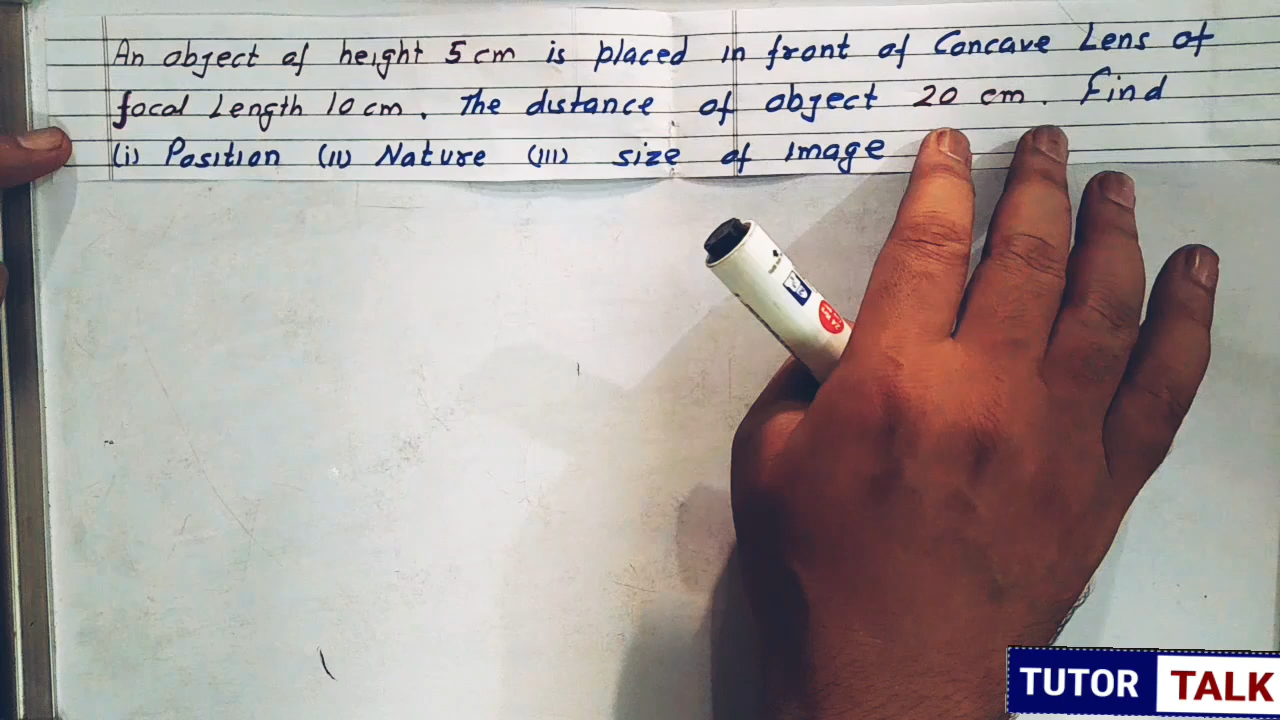 An object of height 5 cm is placed in front of Concave Lens of
focal Length 10 cm. The distance of object 20 cm. Find
(i) Position (ii) Nature (iii) size of Image
TUTOR TALK